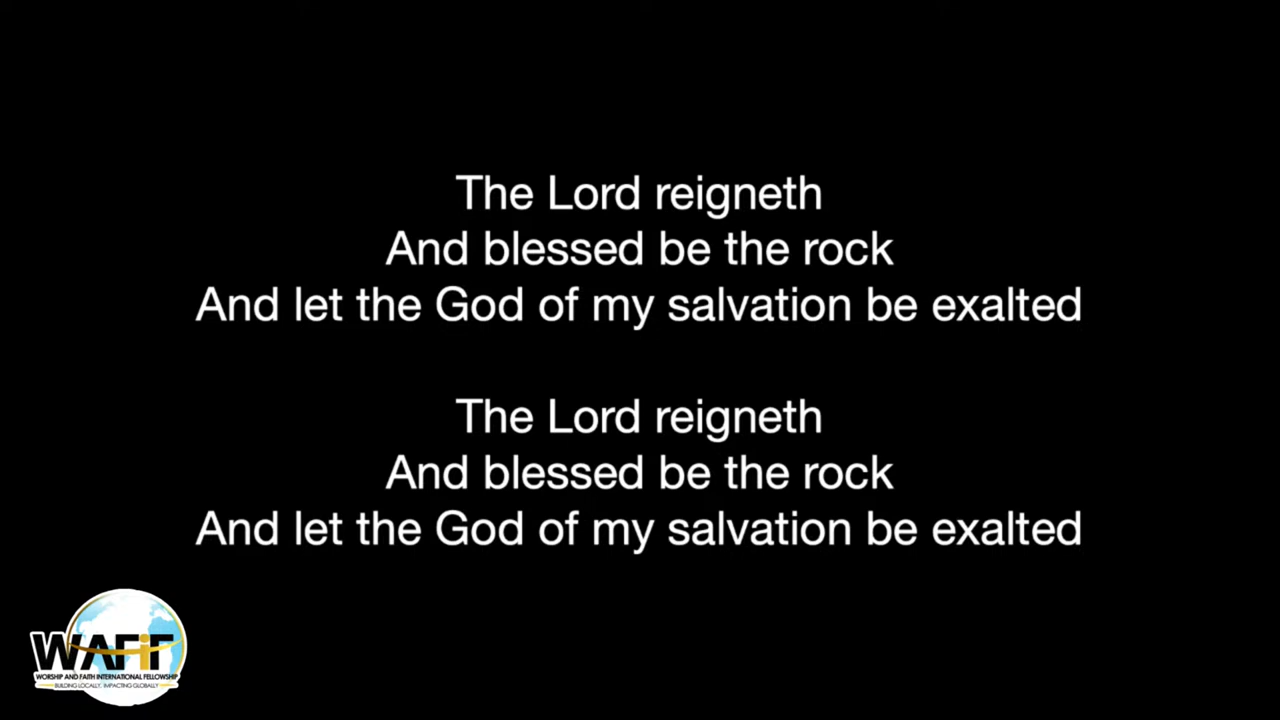 The Lord reigneth
And blessed be the rock
And let the God of my salvation be exalted
The Lord reigneth
And blessed be the rock
And let the God of my salvation be exalted
WAFIF
WORSHIP AND FAITH INTERNATIONAL FELLOWSHIP
BUILDING LOCALLY, IMPACTING GLOBALLY